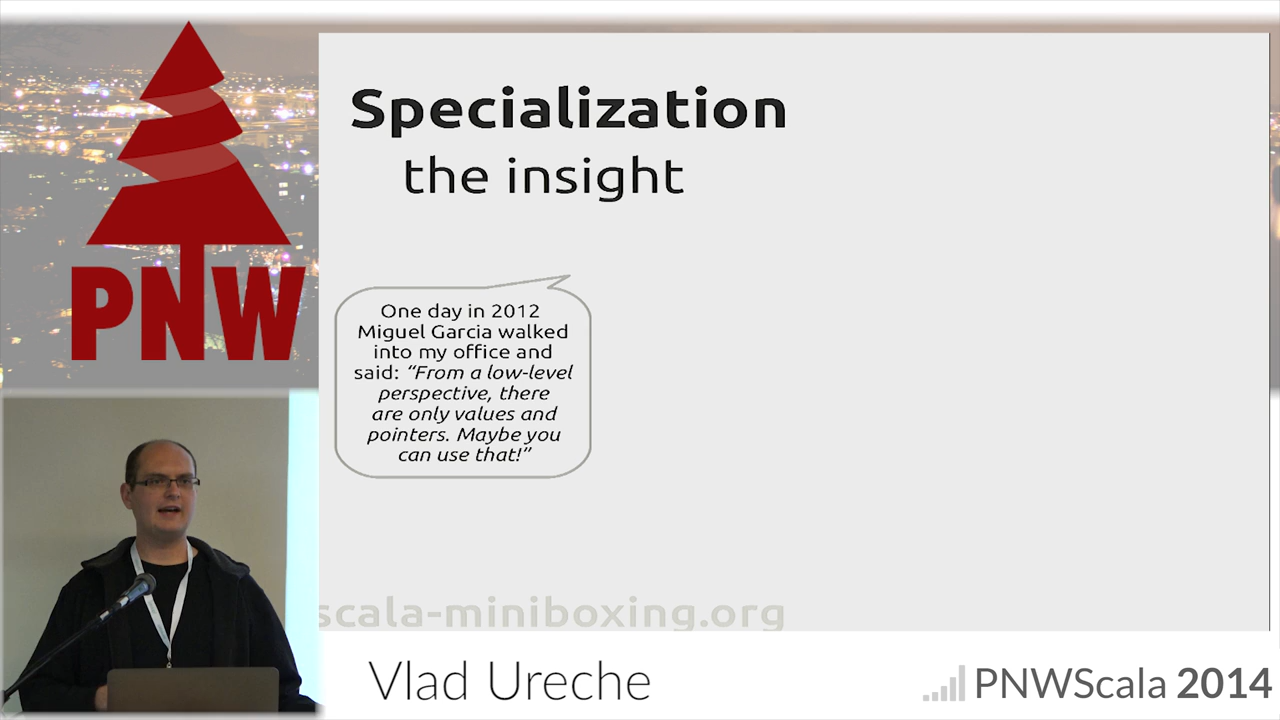 PNW
Specialization
the insight
One day in 2012
Miguel Garcia walked
into my office and
said: “From a low-level
perspective, there
are only values and
pointers. Maybe you
can use that!”
scala-miniboxing.org
Vlad Ureche
PNWScala 2014